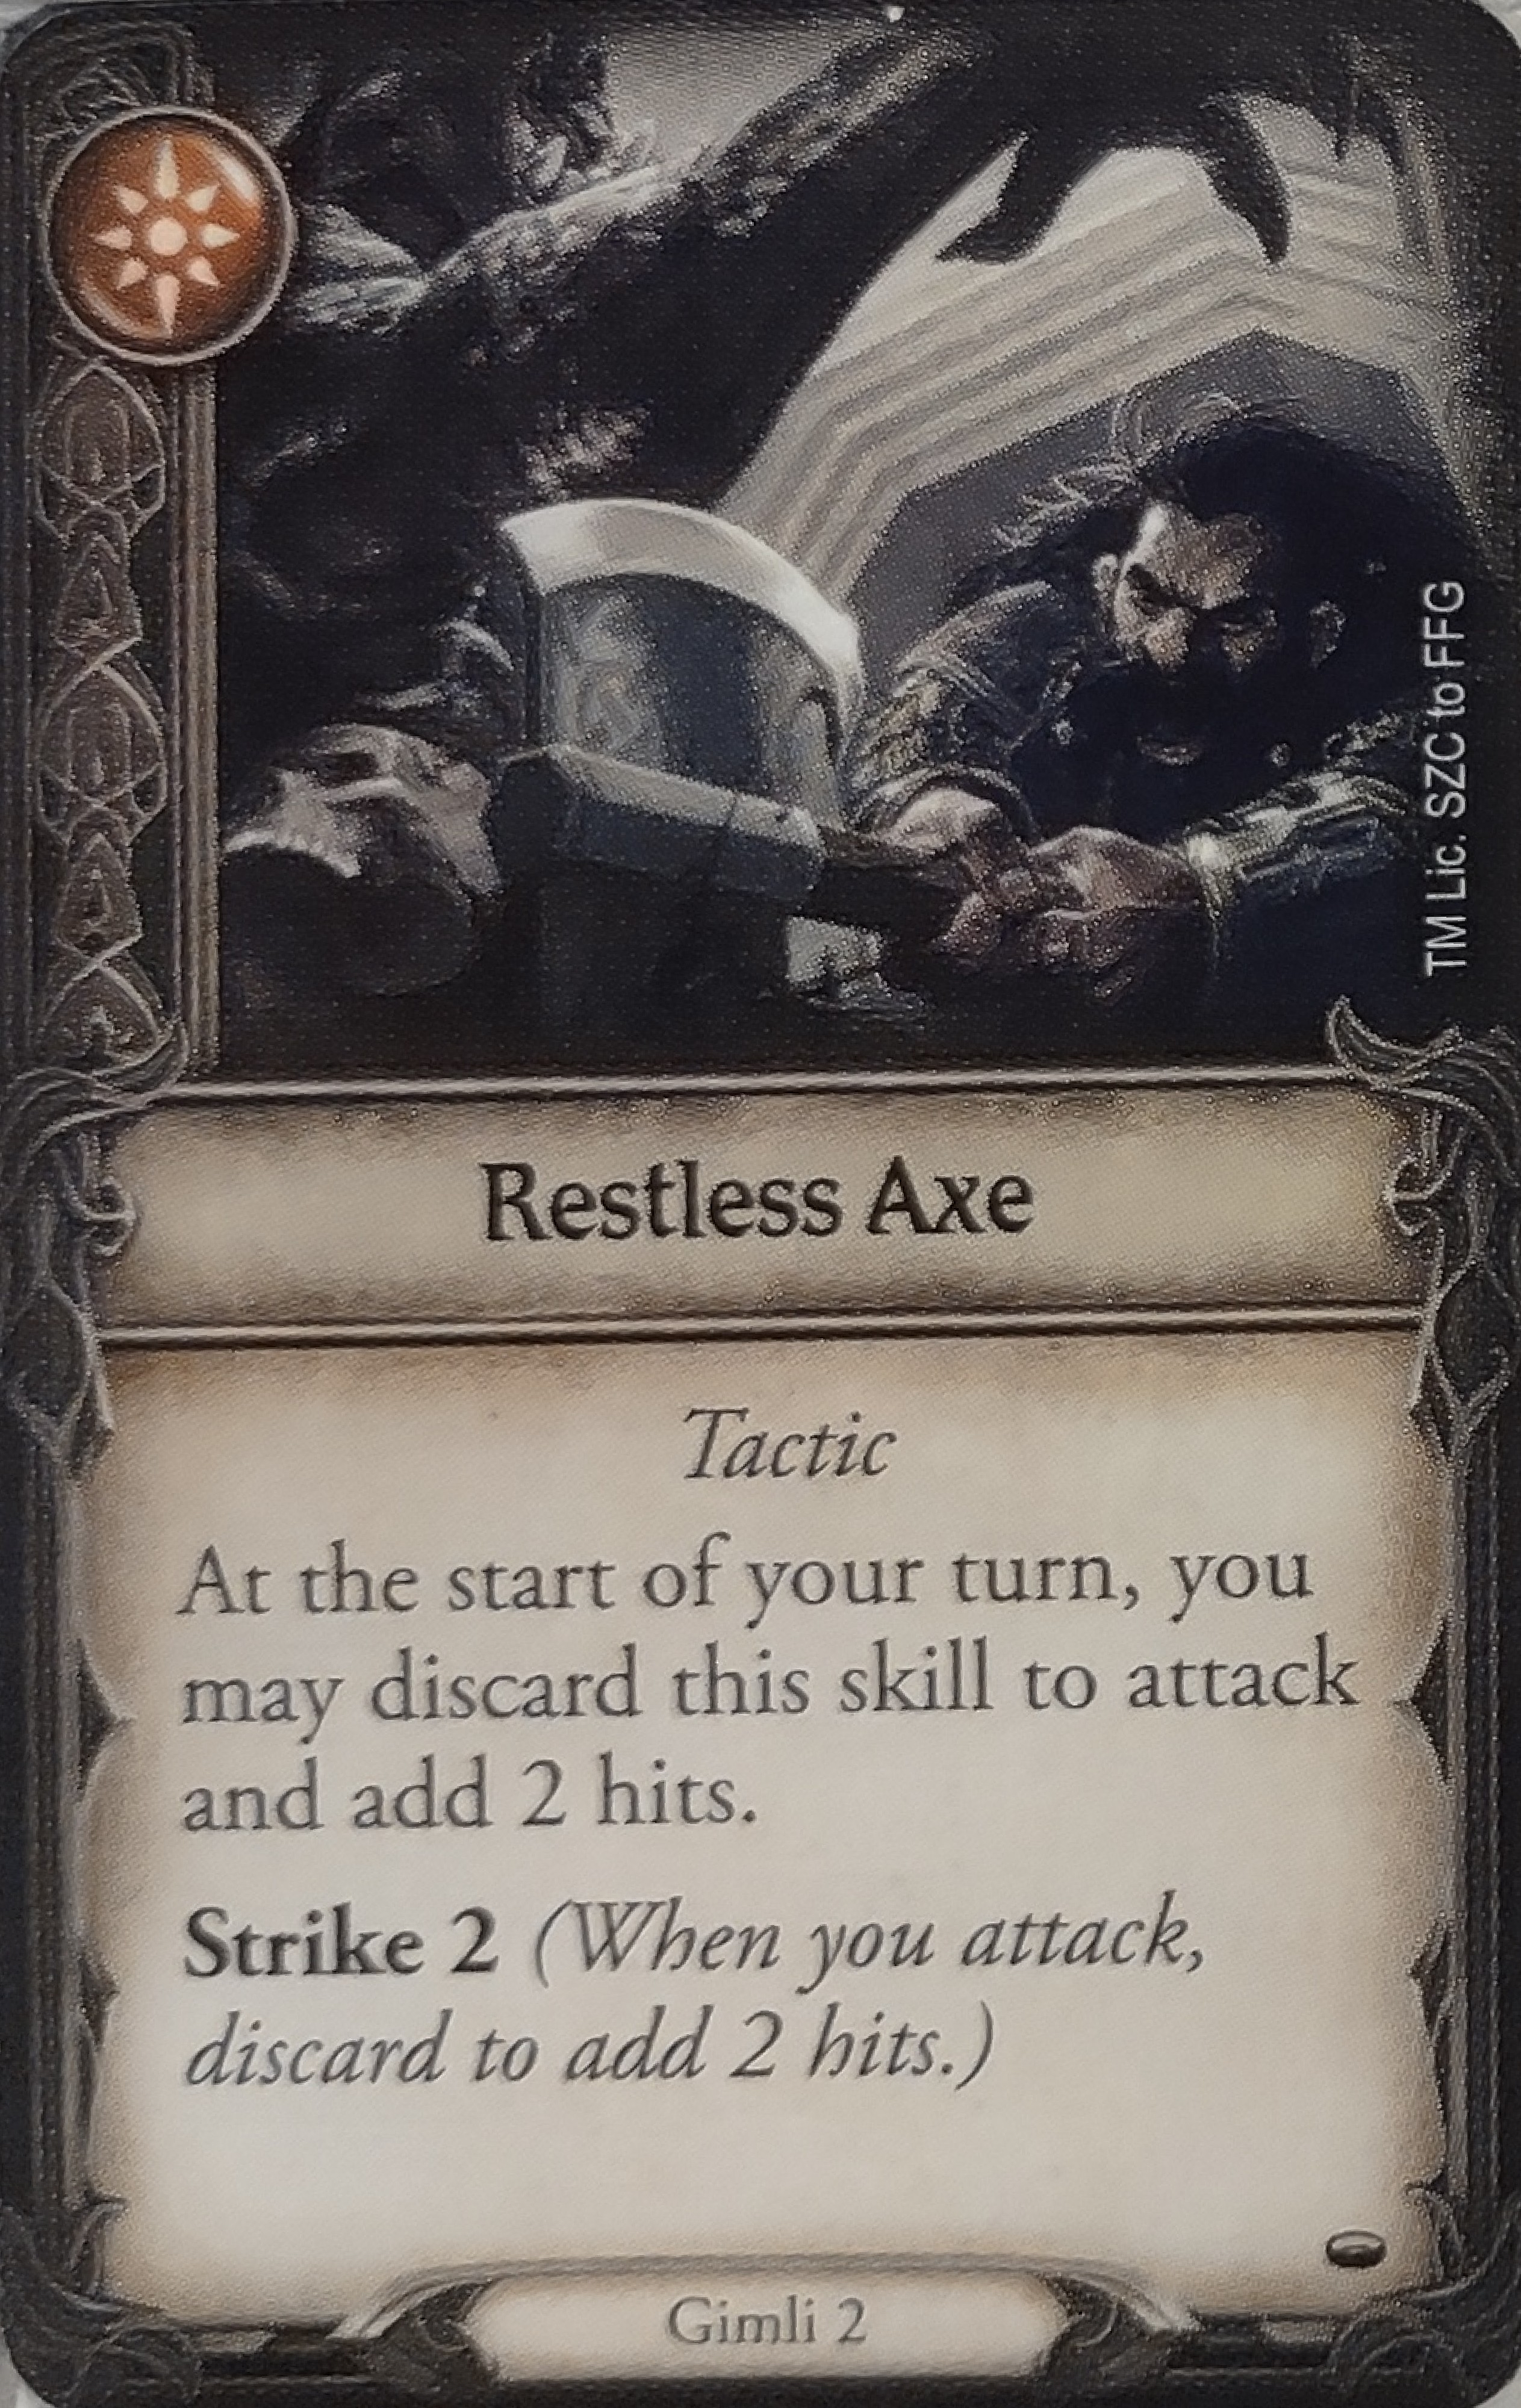 TM Lic. SZC to FFG
Restless Axe
Tactic
At the start of your turn, you
may discard this skill to attack
and add 2 hits.
Strike 2 (When you attack,
discard to add 2 hits.)
Gimli 2